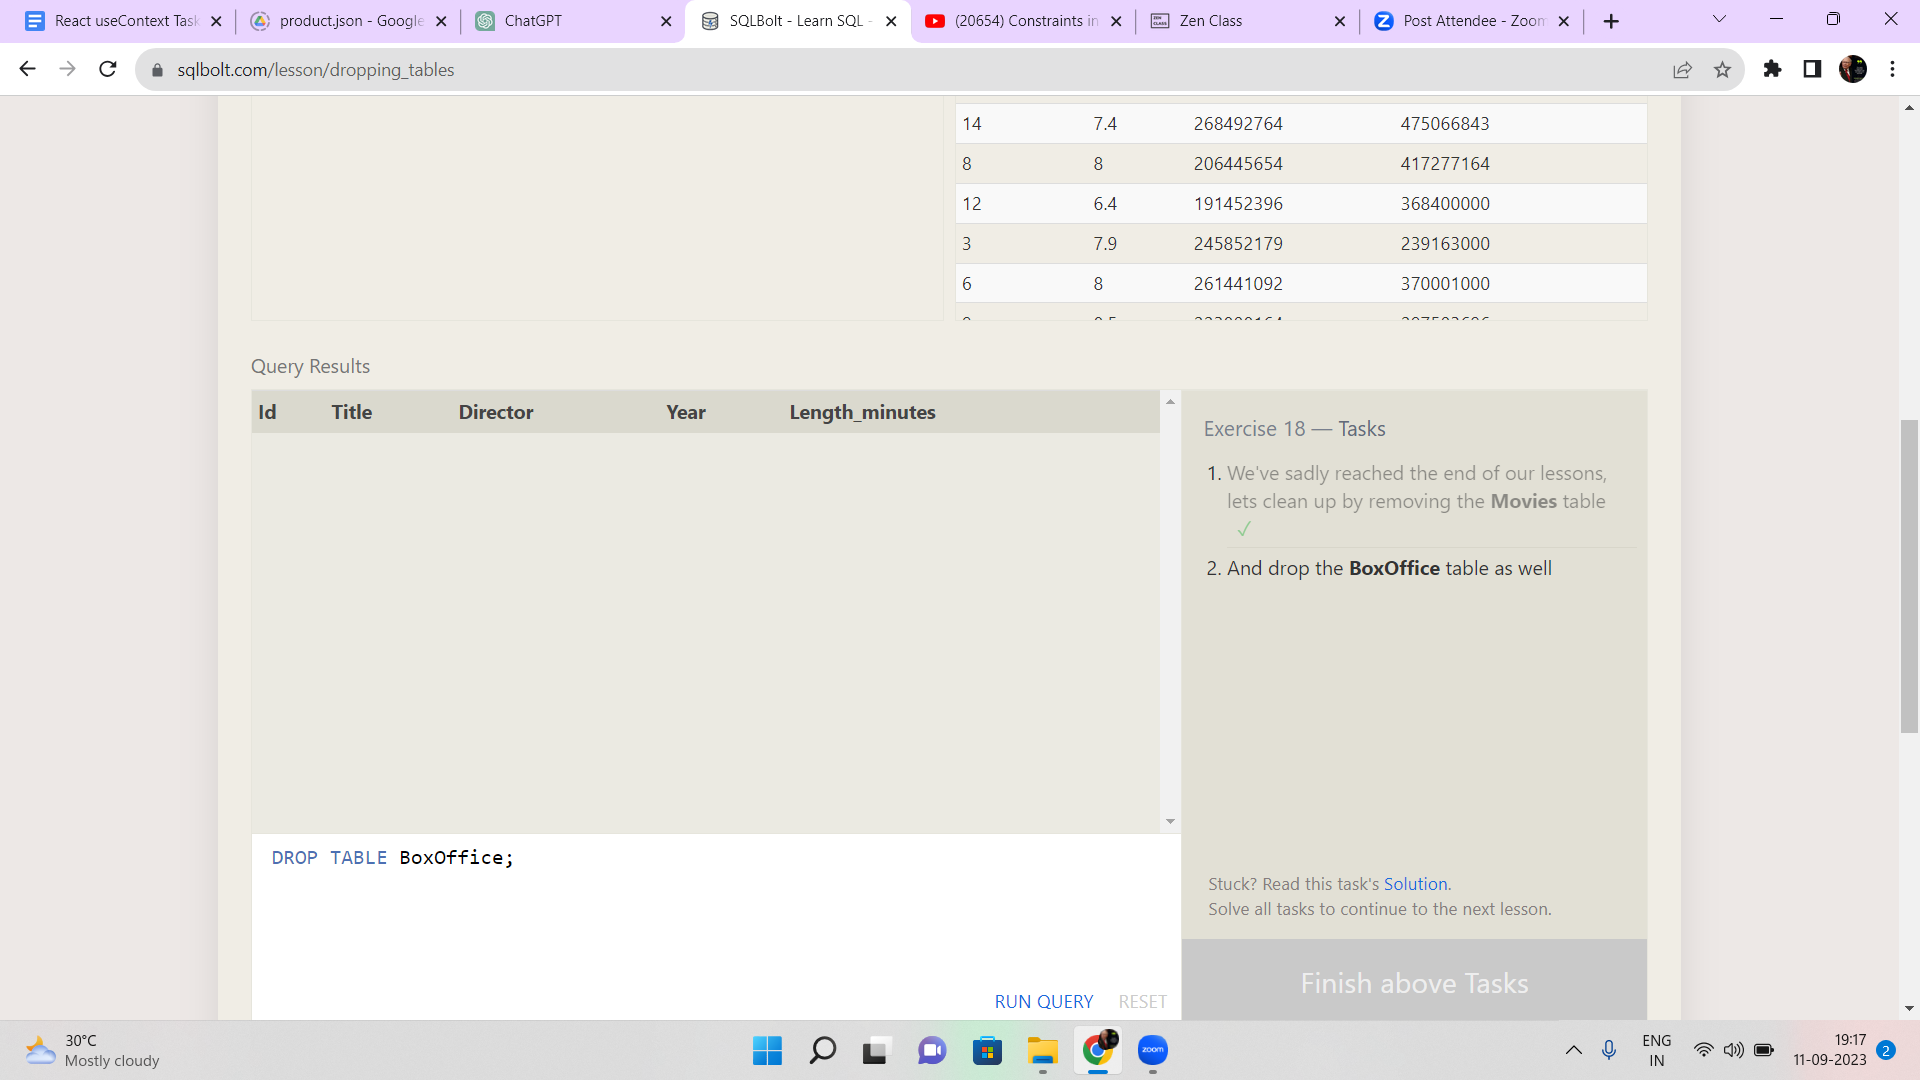 React useContext Task
product.json - Google
ChatGPT
SQLBolt - Learn SQL -
(20654) Constraints in
Zen Class
Post Attendee - Zoom
sqlbolt.com/lesson/dropping_tables
14 7.4 268492764 475066843
8 8 206445654 417277164
12 6.4 191452396 368400000
3 7.9 245852179 239163000
6 8 261441092 370001000
Query Results
Id Title Director Year Length_minutes
Exercise 18 — Tasks
1. We've sadly reached the end of our lessons,
lets clean up by removing the Movies table
✓
2. And drop the BoxOffice table as well
DROP TABLE BoxOffice;
Stuck? Read this task's Solution.
Solve all tasks to continue to the next lesson.
RUN QUERY RESET
Finish above Tasks
30°C
Mostly cloudy
zoom
ENG
IN
19:17
11-09-2023
2